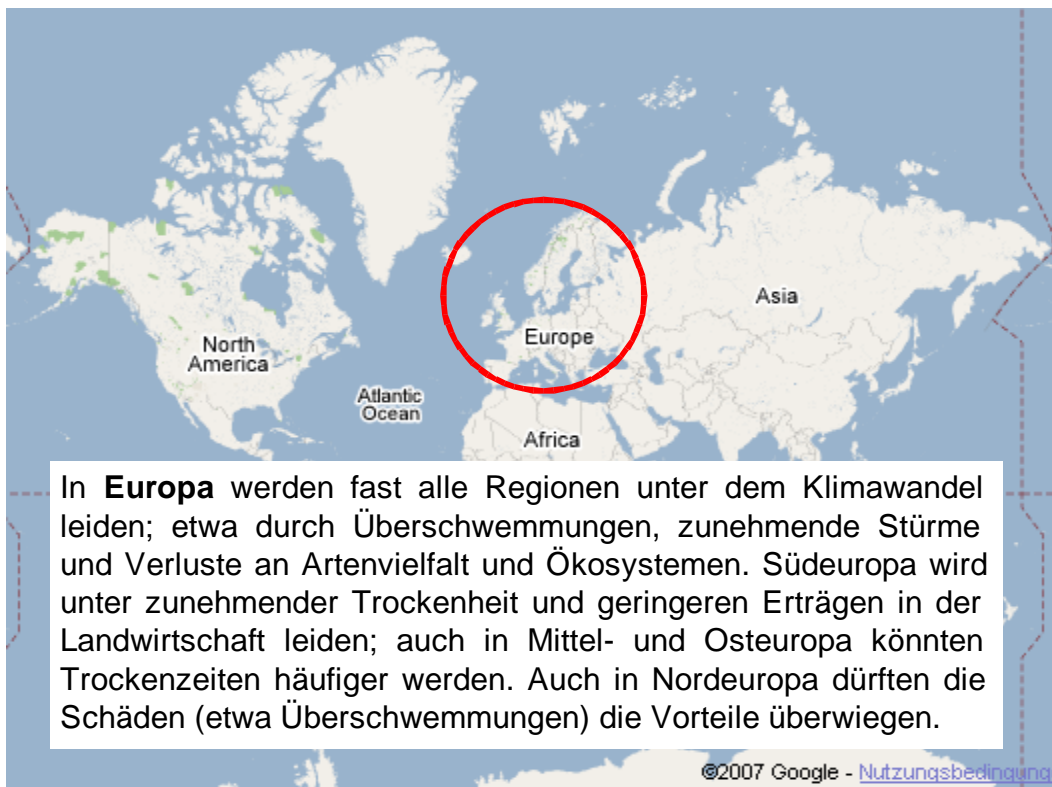 Asia
Europe
North
America
Atlantic
Ocean
Africa
In Europa werden fast alle Regionen unter dem Klimawandel
leiden; etwa durch Überschwemmungen, zunehmende Stürme
und Verluste an Artenvielfalt und Ökosystemen. Südeuropa wird
unter zunehmender Trockenheit und geringeren Erträgen in der
Landwirtschaft leiden; auch in Mittel- und Osteuropa könnten
Trockenzeiten häufiger werden. Auch in Nordeuropa dürften die
Schäden (etwa Überschwemmungen) die Vorteile überwiegen.
©2007 Google - Nutzungsbedingung